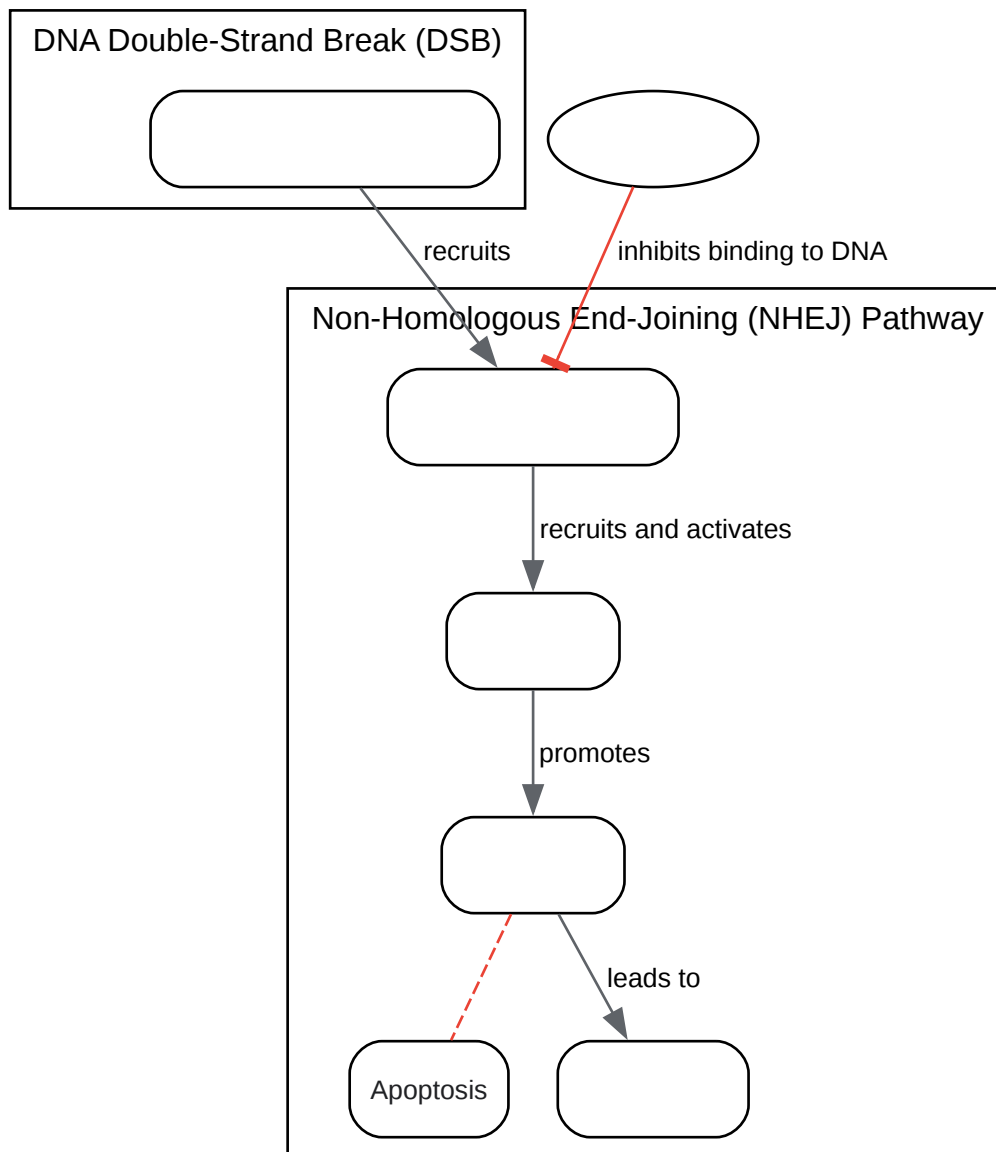 DNA Double-Strand Break (DSB)
recruits
inhibits binding to DNA
Non-Homologous End-Joining (NHEJ) Pathway
recruits and activates
promotes
leads to
Apoptosis